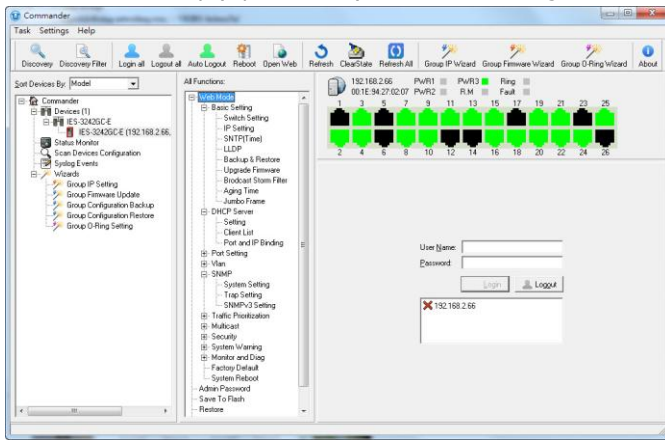 Commander
Task Settings Help
Discovery Discovery Filter Login all Logout all Auto Logout Reboot Open Web Refresh ClearState Refresh All Group IP Wizard Group Firmware Wizard Group O-Ring Wizard About
Sort Devices By: Model
Commander
Devices (1)
IES-3242GC-E
IES-3242GC-E (192.168.2.66,
Status Monitor
Scan Devices Configuration
Syslog Events
Wizards
Group IP Setting
Group Firmware Update
Group Configuration Backup
Group Configuration Restore
Group O-Ring Setting
All Functions:
Web Mode
Basic Setting
Switch Setting
IP Setting
SNTP(Time)
LLDP
Backup & Restore
Upgrade Firmware
Brodcast Storm Filter
Aging Time
Jumbo Frame
DHCP Server
Setting
Client List
Port and IP Binding
Port Setting
Vlan
SNMP
System Setting
Trap Setting
SNMPv3 Setting
Traffic Prioritization
Multicast
Security
System Warning
Monitor and Diag
Factory Default
System Reboot
Admin Password
Save To Flash
Restore
192.168.2.66 PWR1 PWR3 Ring
00:1E:94:27:02:07 PWR2 R.M Fault
1 3 5 7 9 11 13 15 17 19 21 23 25
2 4 6 8 10 12 14 16 18 20 22 24 26
User Name:
Password:
Login Loggut
192.168.2.66